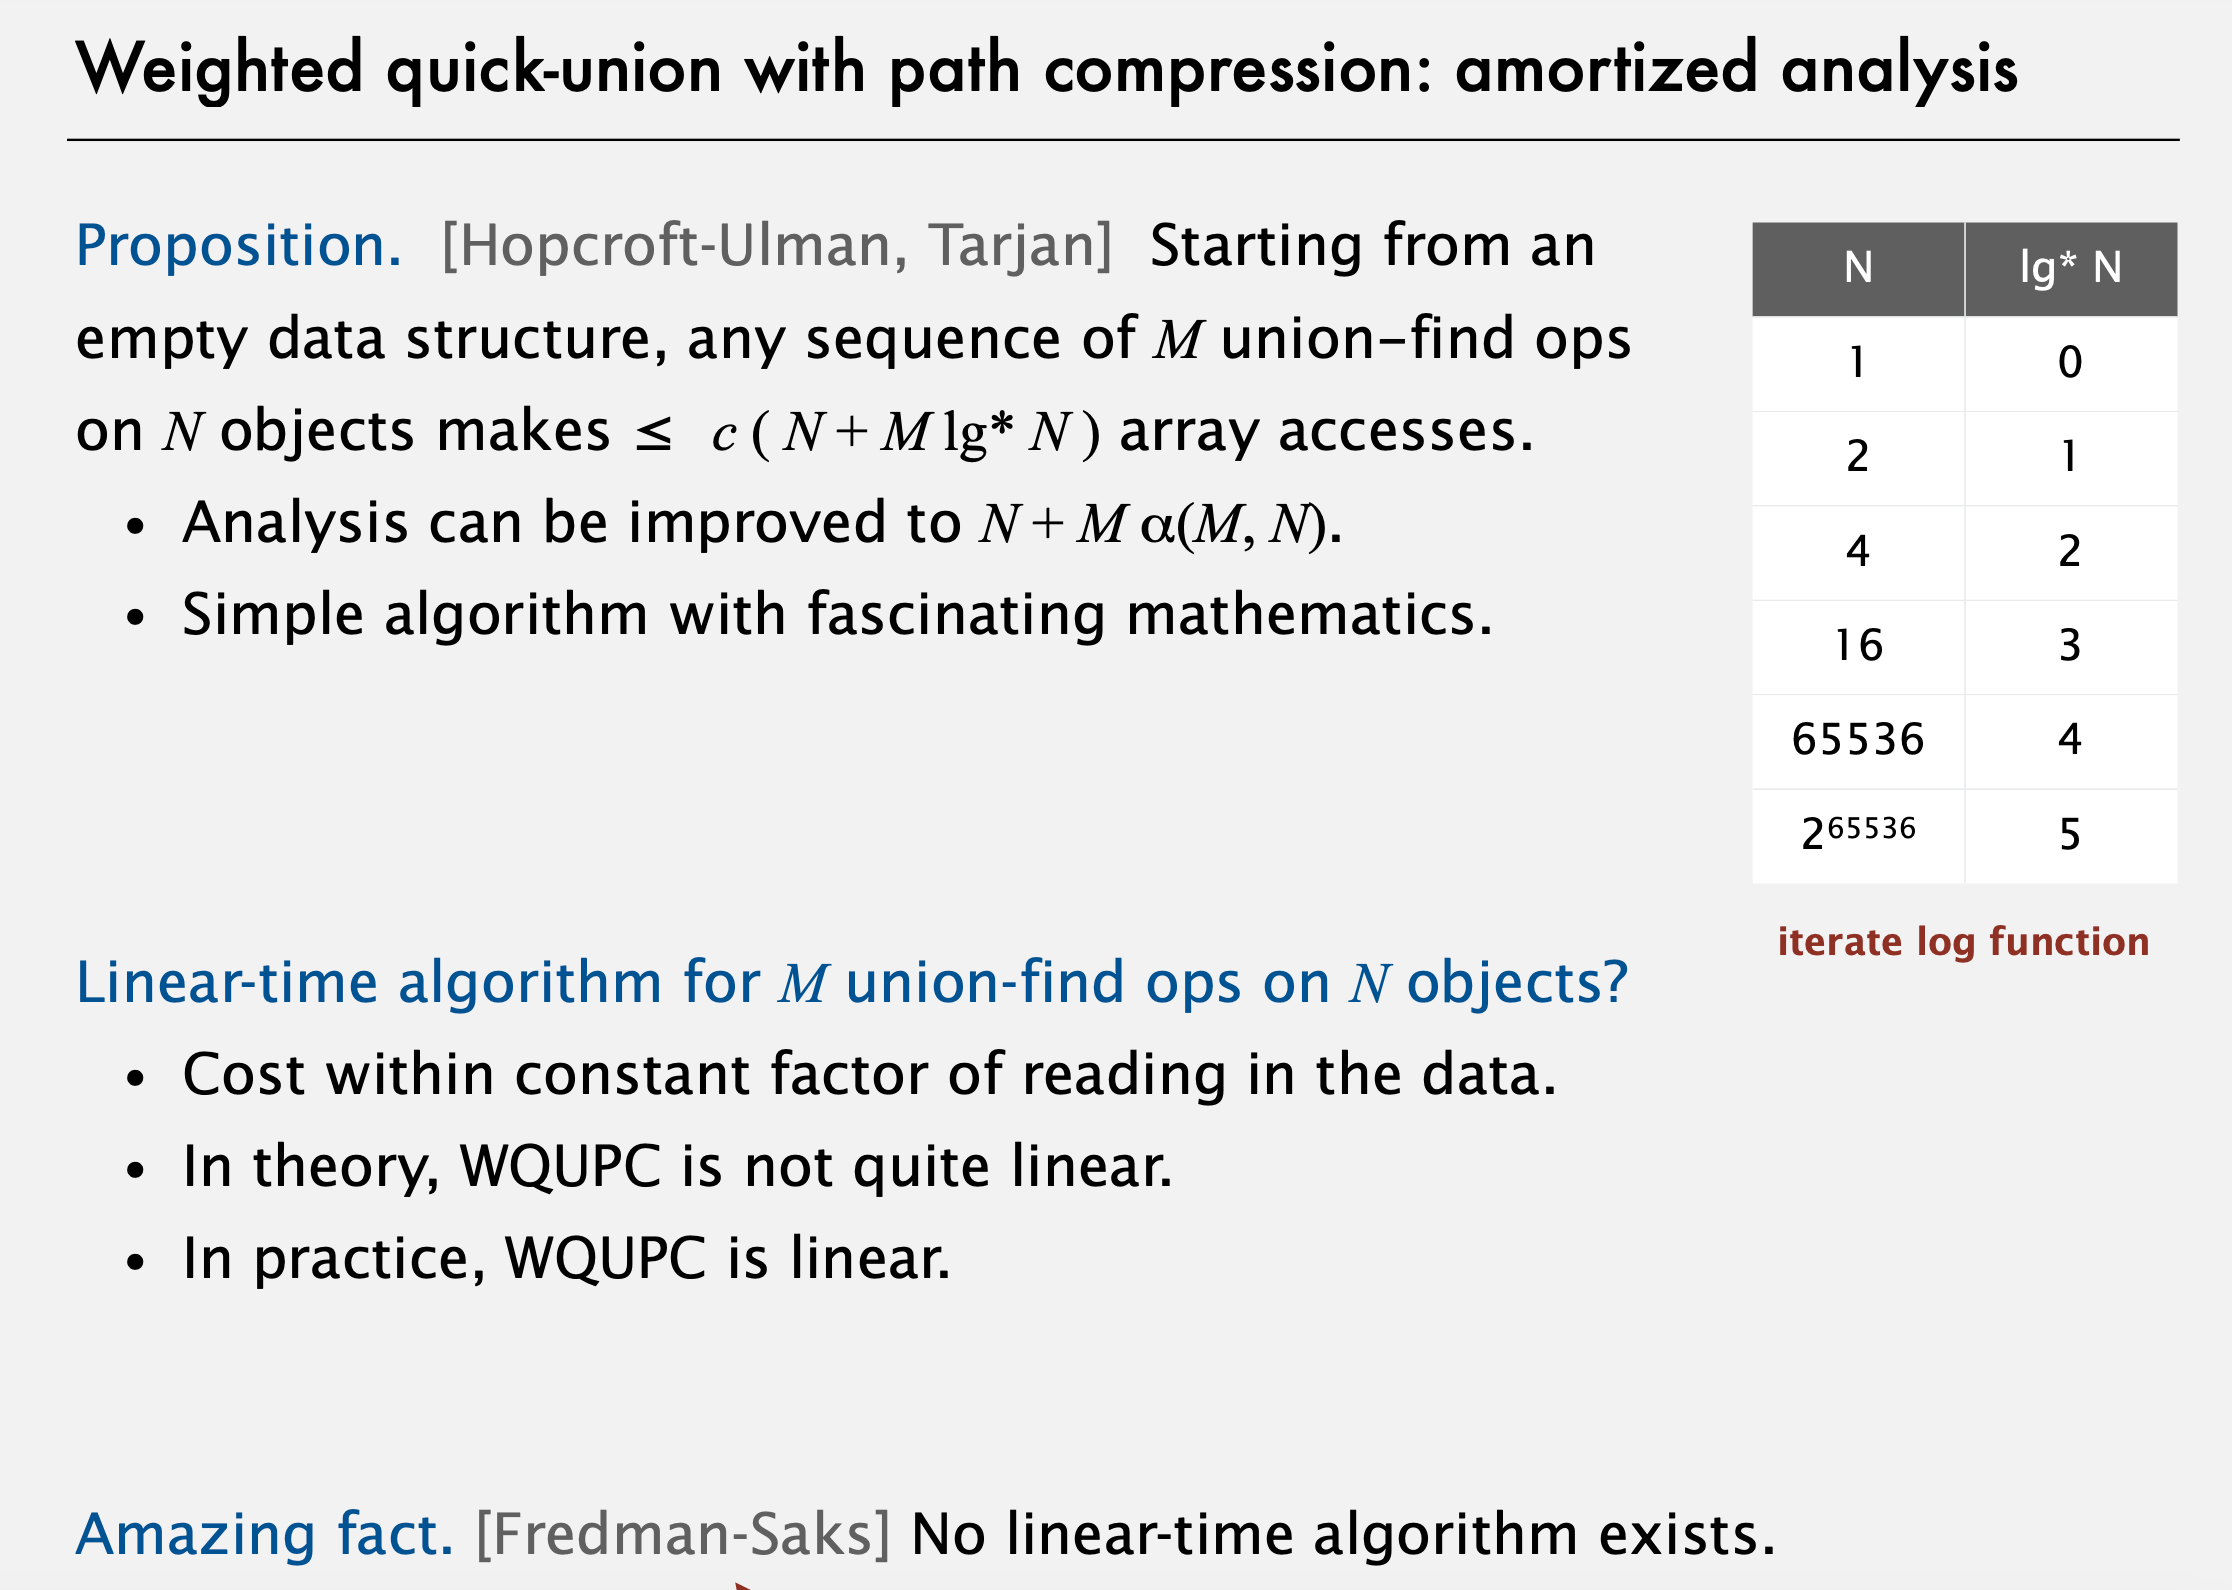 Weighted quick-union with path compression: amortized analysis
Proposition. [Hopcroft-Ulman, Tarjan] Starting from an
empty data structure, any sequence of M union–find ops
on N objects makes ≤ c ( N + M lg* N ) array accesses.
• Analysis can be improved to N + M α(M, N).
• Simple algorithm with fascinating mathematics.
N lg* N
1 0
2 1
4 2
16 3
65536 4
2⁶⁵⁵³⁶ 5
iterate log function
Linear-time algorithm for M union-find ops on N objects?
• Cost within constant factor of reading in the data.
• In theory, WQUPC is not quite linear.
• In practice, WQUPC is linear.
Amazing fact. [Fredman-Saks] No linear-time algorithm exists.